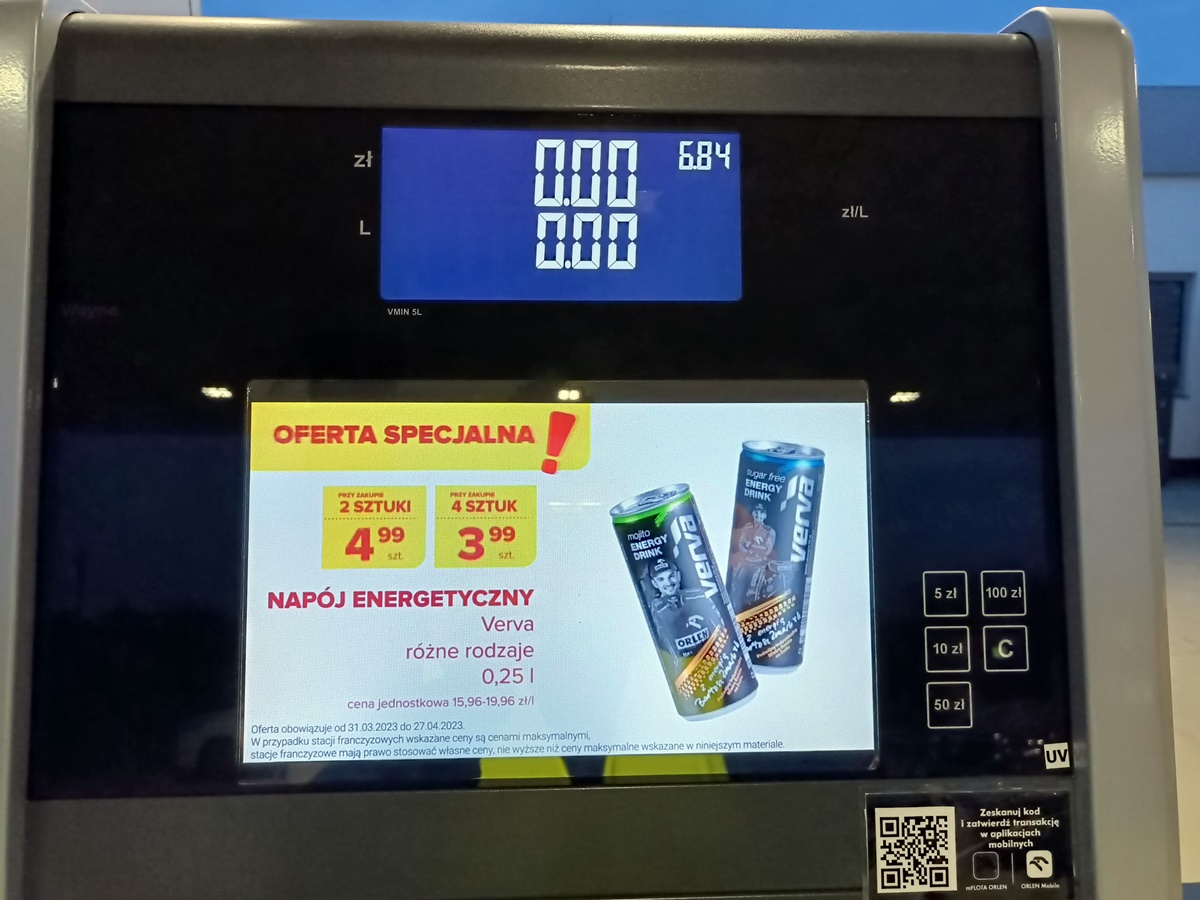 zł
0.00
6.84
zł/L
L
0.00
VMIN 5L
Wayne
OFERTA SPECJALNA!
PRZY ZAKUPIE
2 SZTUKI
4 99
szt.
PRZY ZAKUPIE
4 SZTUK
3 99
szt.
NAPÓJ ENERGETYCZNY
Verva
różne rodzaje
0,25 l
cena jednostkowa 15,96-19,96 zł/l
Oferta obowiązuje od 31.03.2023 do 27.04.2023.
W przypadku stacji franczyzowych wskazane ceny są cenami maksymalnymi,
stacje franczyzowe mają prawo stosować własne ceny, nie wyższe niż ceny maksymalne wskazane w niniejszym materiale.
mojito
ENERGY
DRINK
verva
ORLEN
sugar free
ENERGY
DRINK
verva
5 zł
100 zł
10 zł
C
50 zł
UV
Zeskanuj kod
i zatwierdź transakcję
w aplikacjach
mobilnych
mFLOTA ORLEN
ORLEN Mobile